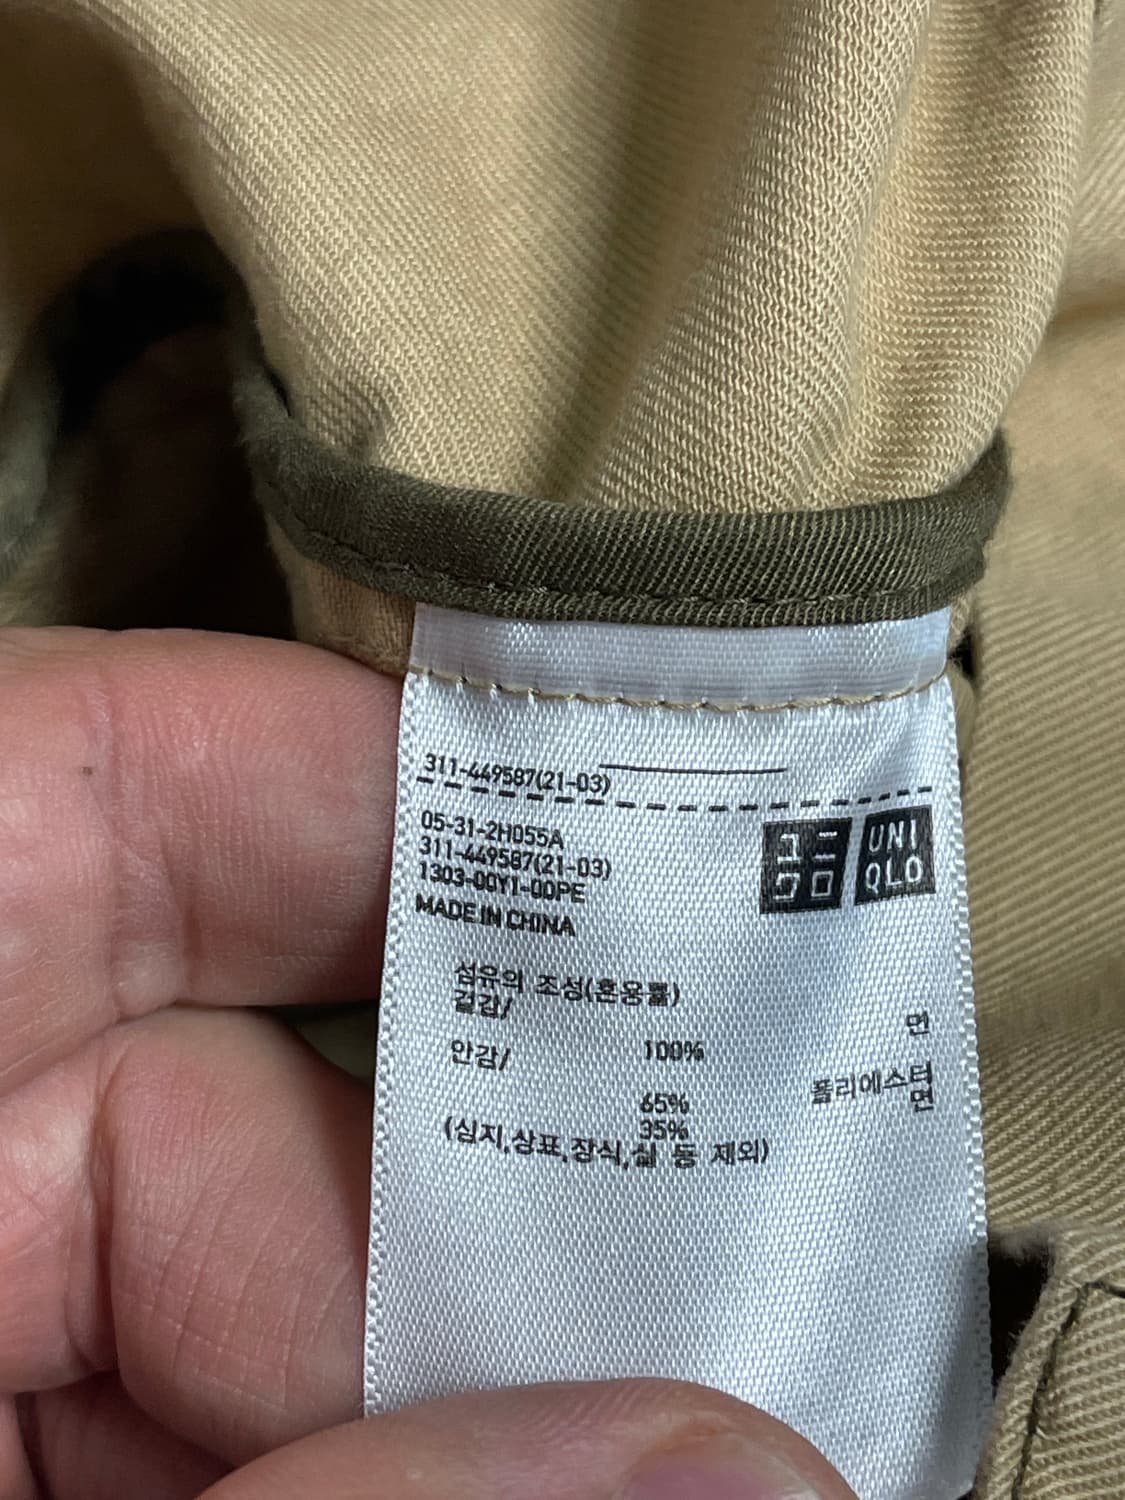 311-449587(21-03)
05-31-2H055A
311-449587(21-03)
1303-00Y1-00PE
MADE IN CHINA
ユニ
クロ
UNI
QLO
섬유의 조성(혼용률)
겉감/
면
100%
안감/
폴리에스터
65%
면
35%
(심지,상표,장식,실 등 제외)